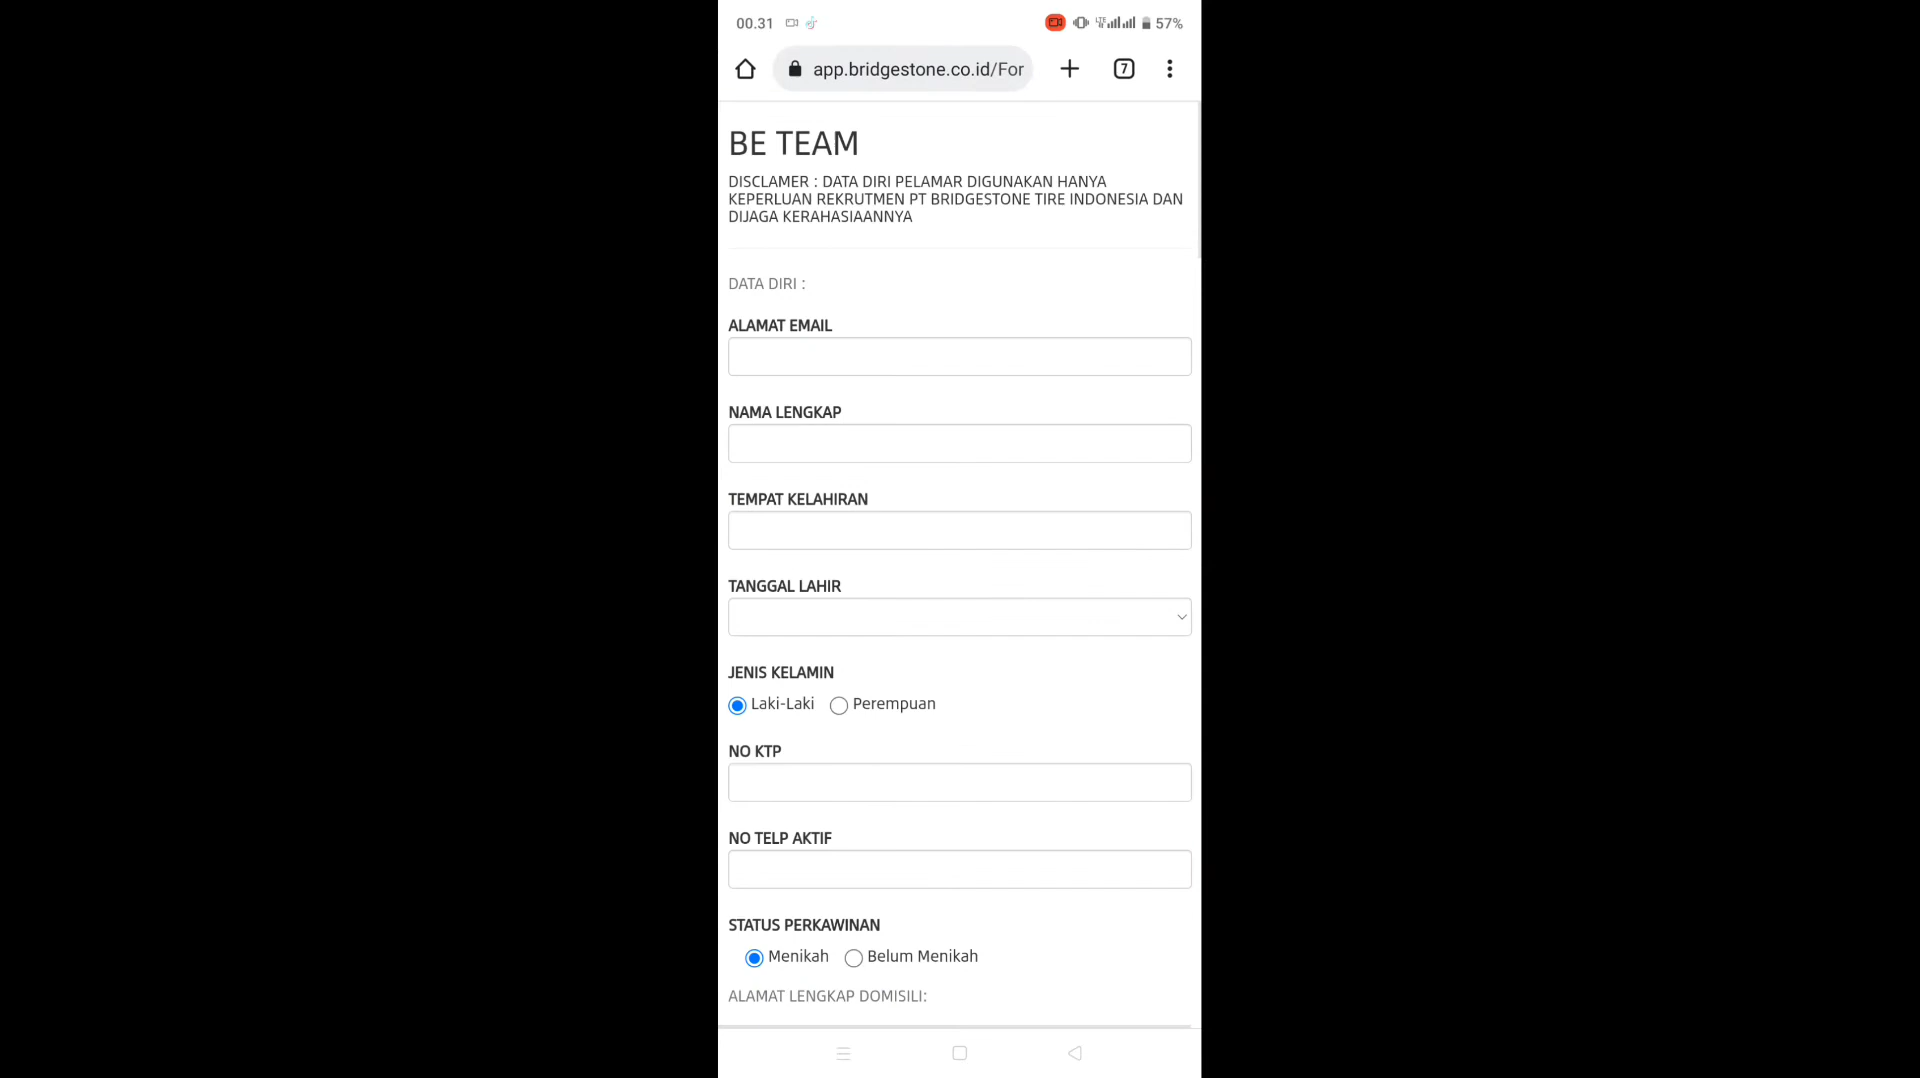 00.31
57%
app.bridgestone.co.id/For
7
BE TEAM
DISCLAMER : DATA DIRI PELAMAR DIGUNAKAN HANYA
KEPERLUAN REKRUTMEN PT BRIDGESTONE TIRE INDONESIA DAN
DIJAGA KERAHASIAANNYA
DATA DIRI :
ALAMAT EMAIL
NAMA LENGKAP
TEMPAT KELAHIRAN
TANGGAL LAHIR
JENIS KELAMIN
Laki-Laki Perempuan
NO KTP
NO TELP AKTIF
STATUS PERKAWINAN
Menikah Belum Menikah
ALAMAT LENGKAP DOMISILI: